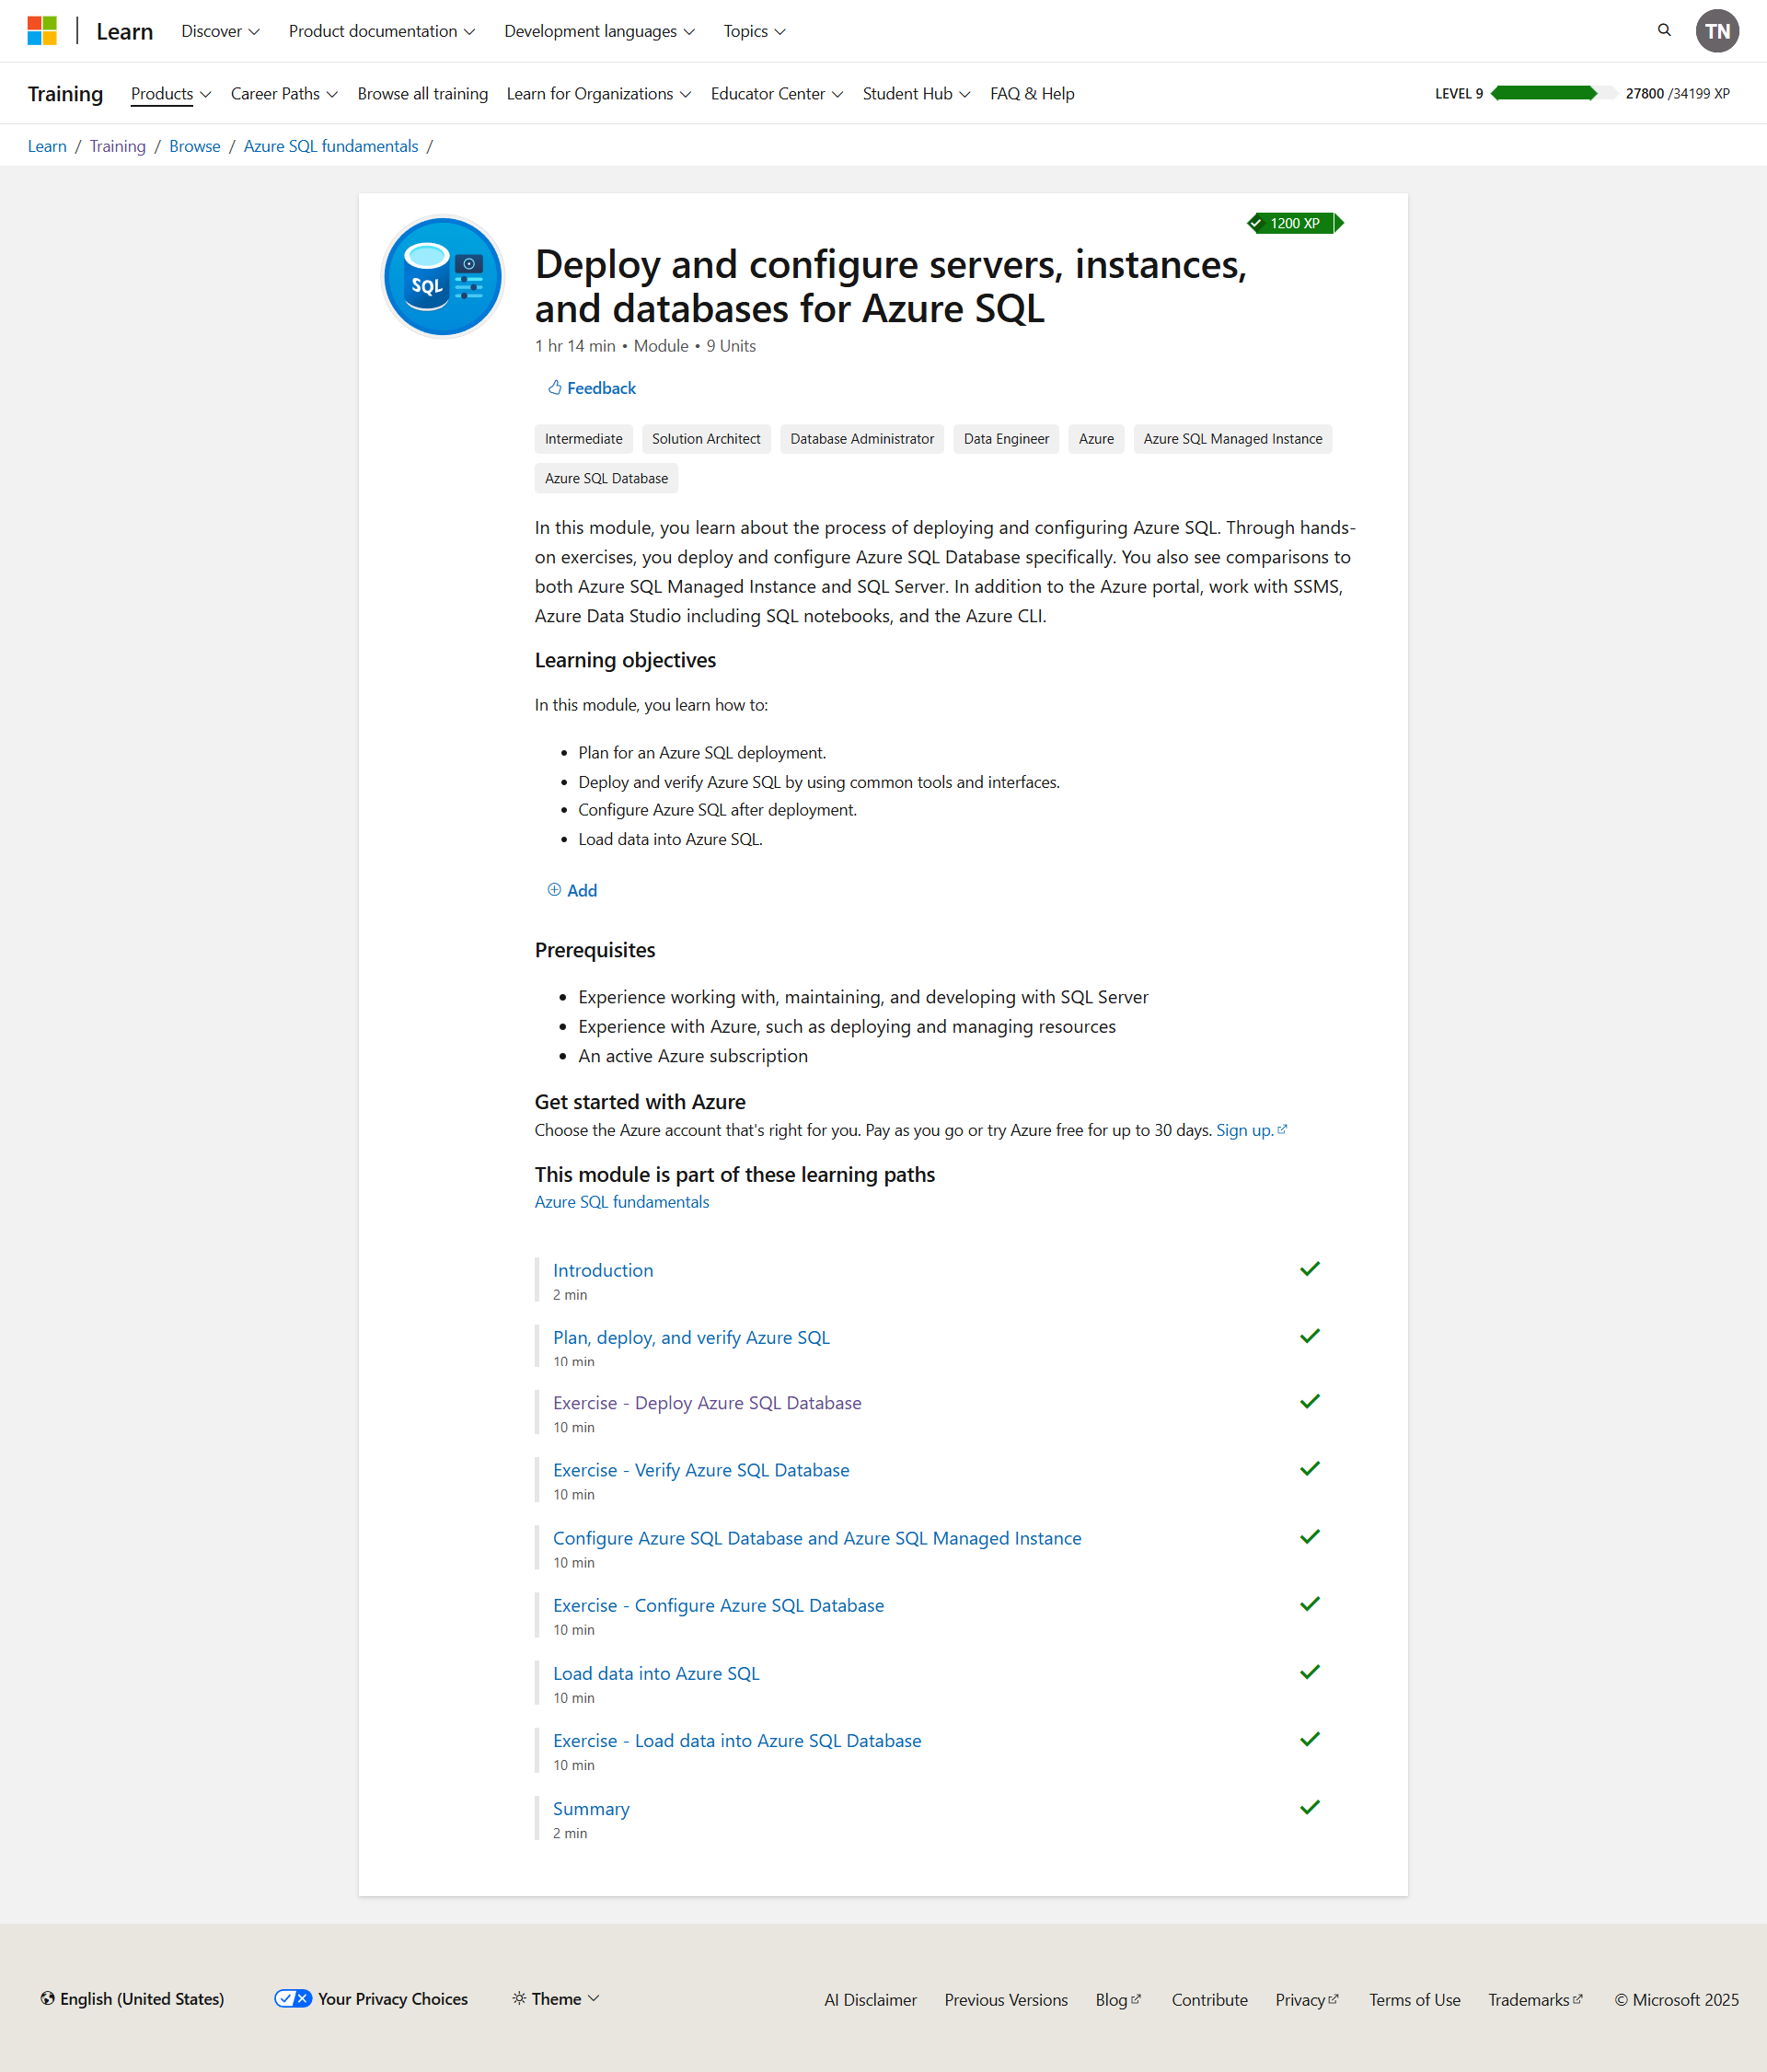 Learn Discover Product documentation Development languages Topics TN
Training Products Career Paths Browse all training Learn for Organizations Educator Center Student Hub FAQ & Help LEVEL 9 27800 /34199 XP
Learn / Training / Browse / Azure SQL fundamentals /
1200 XP
SQL
Deploy and configure servers, instances,
and databases for Azure SQL
1 hr 14 min • Module • 9 Units
Feedback
Intermediate Solution Architect Database Administrator Data Engineer Azure Azure SQL Managed Instance
Azure SQL Database
In this module, you learn about the process of deploying and configuring Azure SQL. Through hands-
on exercises, you deploy and configure Azure SQL Database specifically. You also see comparisons to
both Azure SQL Managed Instance and SQL Server. In addition to the Azure portal, work with SSMS,
Azure Data Studio including SQL notebooks, and the Azure CLI.
Learning objectives
In this module, you learn how to:
• Plan for an Azure SQL deployment.
• Deploy and verify Azure SQL by using common tools and interfaces.
• Configure Azure SQL after deployment.
• Load data into Azure SQL.
Add
Prerequisites
• Experience working with, maintaining, and developing with SQL Server
• Experience with Azure, such as deploying and managing resources
• An active Azure subscription
Get started with Azure
Choose the Azure account that's right for you. Pay as you go or try Azure free for up to 30 days. Sign up.
This module is part of these learning paths
Azure SQL fundamentals
Introduction
2 min
Plan, deploy, and verify Azure SQL
10 min
Exercise - Deploy Azure SQL Database
10 min
Exercise - Verify Azure SQL Database
10 min
Configure Azure SQL Database and Azure SQL Managed Instance
10 min
Exercise - Configure Azure SQL Database
10 min
Load data into Azure SQL
10 min
Exercise - Load data into Azure SQL Database
10 min
Summary
2 min
English (United States) Your Privacy Choices Theme AI Disclaimer Previous Versions Blog Contribute Privacy Terms of Use Trademarks © Microsoft 2025